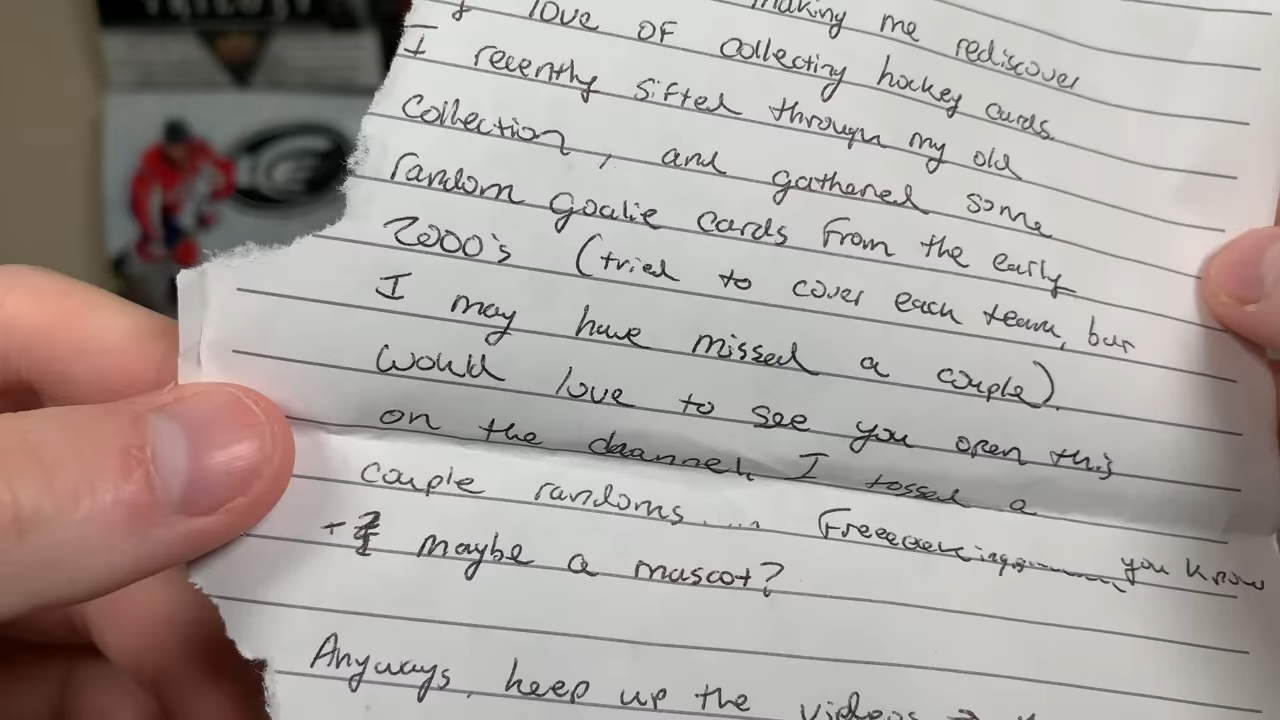 TRILOGY
making me rediscover
love OF collecting hockey cards.
I recently sifted through my old
collection, and gathered some
random goalie cards from the early
2000's (tried to cover each team, but
I may have missed a couple).
Would love to see you open this
on the channel. I tossed a
couple randoms.... you know
maybe a mascot?
Anyways, keep up the videos